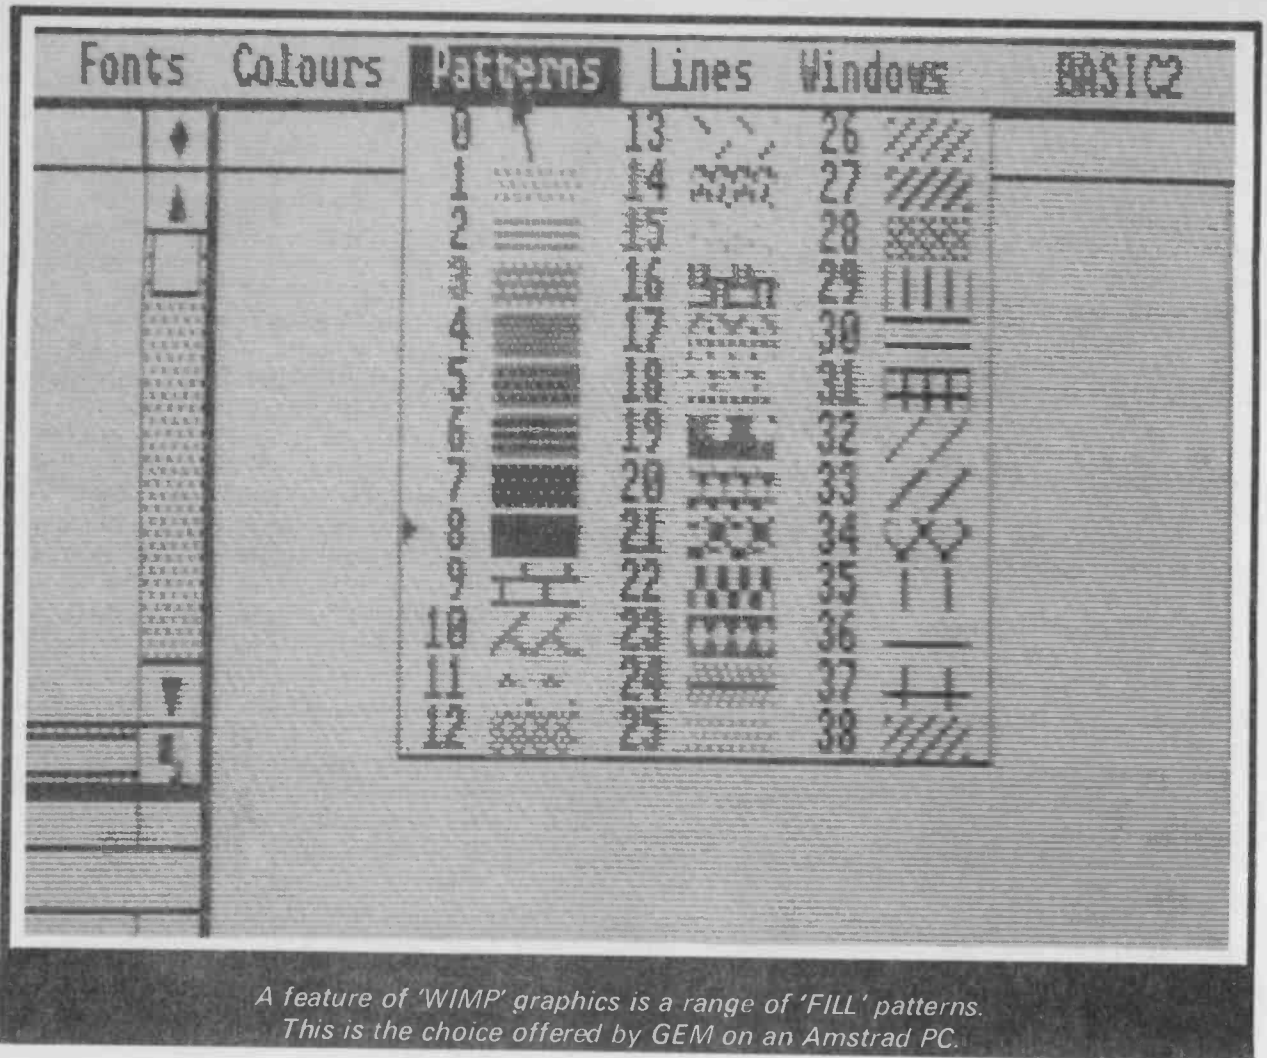 Fonts Colours Patterns Lines Windows BASIC2
0 13 26
1 14 27
2 15 28
3 16 29
4 17 30
5 18 31
6 19 32
7 20 33
8 21 34
9 22 35
10 23 36
11 24 37
12 25 38
A feature of 'WIMP' graphics is a range of 'FILL' patterns.
This is the choice offered by GEM on an Amstrad PC.